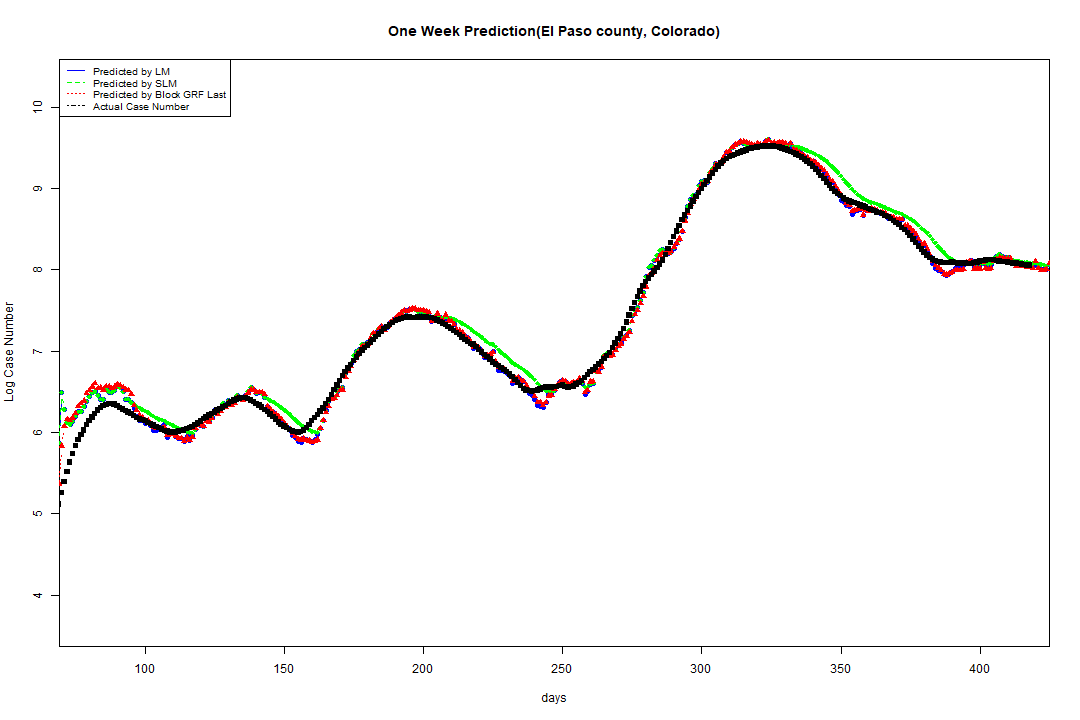 One Week Prediction(El Paso county, Colorado)
Predicted by LM
Predicted by SLM
Predicted by Block GRF Last
Actual Case Number
10
9
8
7
6
5
4
Log Case Number
100 150 200 250 300 350 400
days